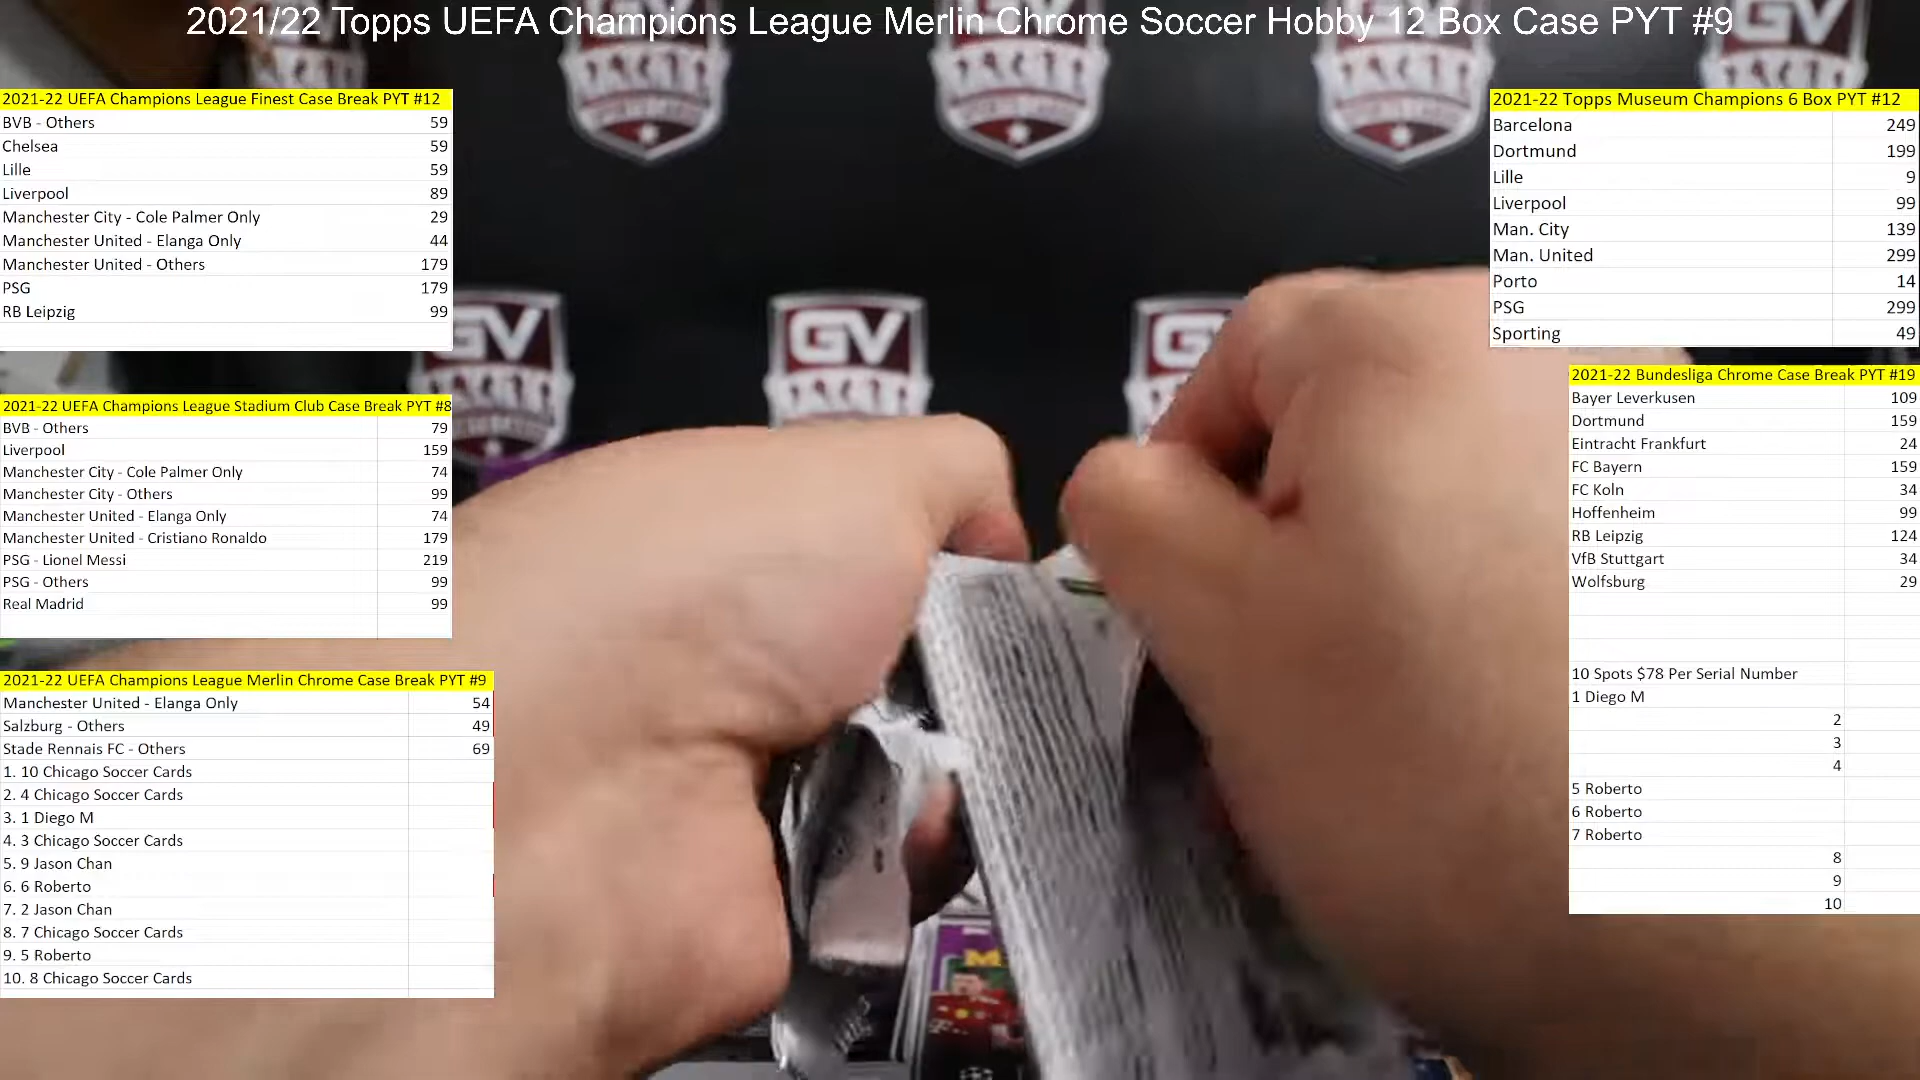 2021/22 Topps UEFA Champions League Merlin Chrome Soccer Hobby 12 Box Case PYT #9
2021-22 UEFA Champions League Finest Case Break PYT #12
BVB - Others 59
Chelsea 59
Lille 59
Liverpool 89
Manchester City - Cole Palmer Only 29
Manchester United - Elanga Only 44
Manchester United - Others 179
PSG 179
RB Leipzig 99
2021-22 UEFA Champions League Stadium Club Case Break PYT #8
BVB - Others 79
Liverpool 159
Manchester City - Cole Palmer Only 74
Manchester City - Others 99
Manchester United - Elanga Only 74
Manchester United - Cristiano Ronaldo 179
PSG - Lionel Messi 219
PSG - Others 99
Real Madrid 99
2021-22 UEFA Champions League Merlin Chrome Case Break PYT #9
Manchester United - Elanga Only 54
Salzburg - Others 49
Stade Rennais FC - Others 69
1. 10 Chicago Soccer Cards
2. 4 Chicago Soccer Cards
3. 1 Diego M
4. 3 Chicago Soccer Cards
5. 9 Jason Chan
6. 6 Roberto
7. 2 Jason Chan
8. 7 Chicago Soccer Cards
9. 5 Roberto
10. 8 Chicago Soccer Cards
2021-22 Topps Museum Champions 6 Box PYT #12
Barcelona 249
Dortmund 199
Lille 9
Liverpool 99
Man. City 139
Man. United 299
Porto 14
PSG 299
Sporting 49
2021-22 Bundesliga Chrome Case Break PYT #19
Bayer Leverkusen 109
Dortmund 159
Eintracht Frankfurt 24
FC Bayern 159
FC Koln 34
Hoffenheim 99
RB Leipzig 124
VfB Stuttgart 34
Wolfsburg 29
10 Spots $78 Per Serial Number
1 Diego M
2
3
4
5 Roberto
6 Roberto
7 Roberto
8
9
10
GV
GV
GV
GV
M